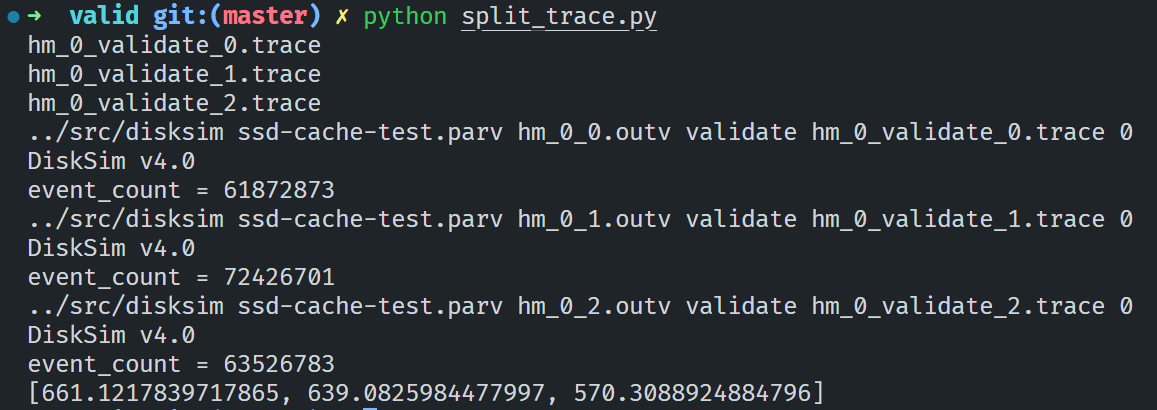 ➜ valid git:(master) ✗ python split_trace.py
hm_0_validate_0.trace
hm_0_validate_1.trace
hm_0_validate_2.trace
../src/disksim ssd-cache-test.parv hm_0_0.outv validate hm_0_validate_0.trace 0
DiskSim v4.0
event_count = 61872873
../src/disksim ssd-cache-test.parv hm_0_1.outv validate hm_0_validate_1.trace 0
DiskSim v4.0
event_count = 72426701
../src/disksim ssd-cache-test.parv hm_0_2.outv validate hm_0_validate_2.trace 0
DiskSim v4.0
event_count = 63526783
[661.1217839717865, 639.0825984477997, 570.3088924884796]